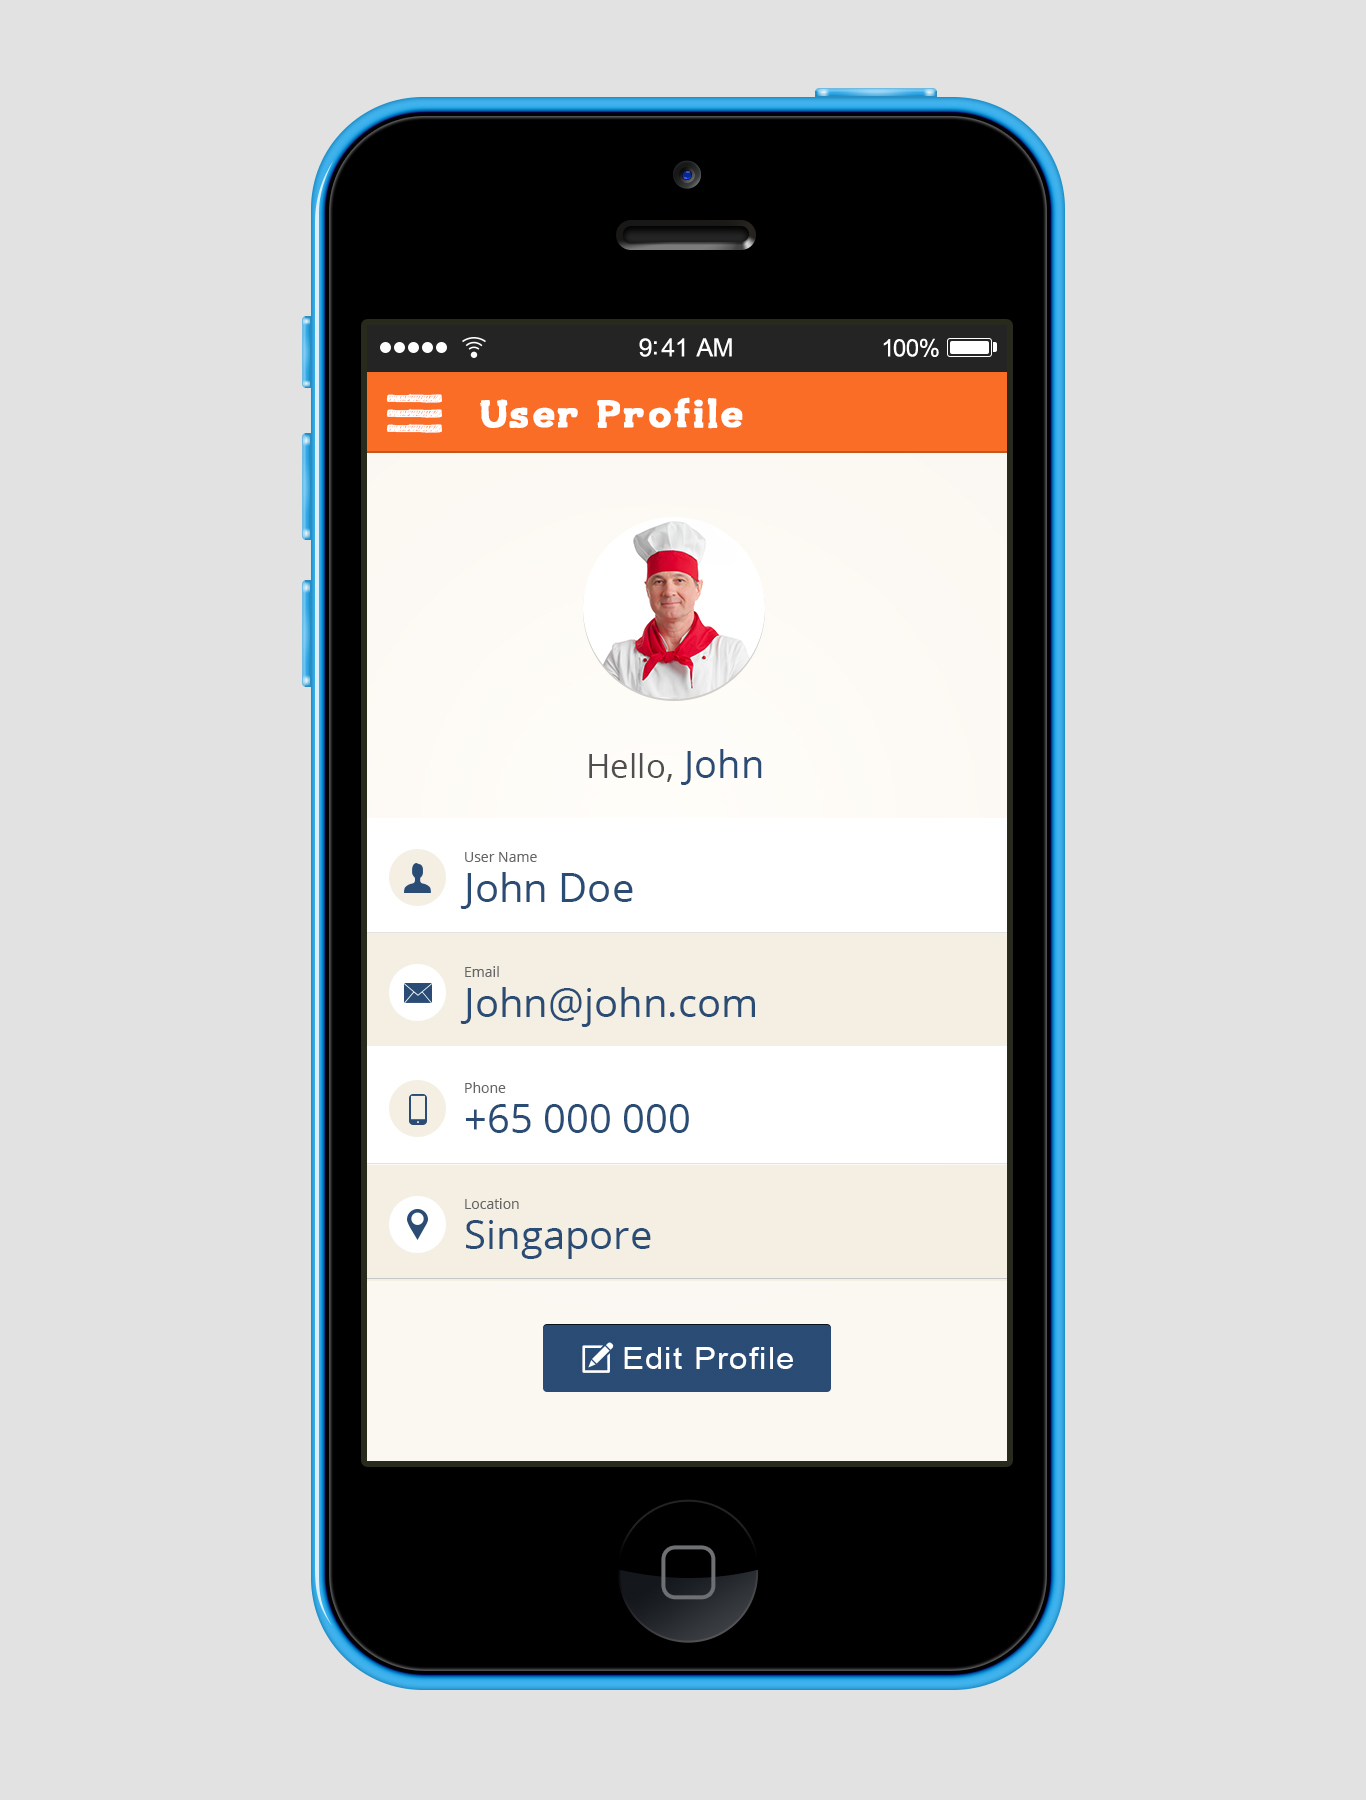 9:41 AM 100%
User Profile
Hello, John
User Name
John Doe
Email
John@john.com
Phone
+65 000 000
Location
Singapore
Edit Profile